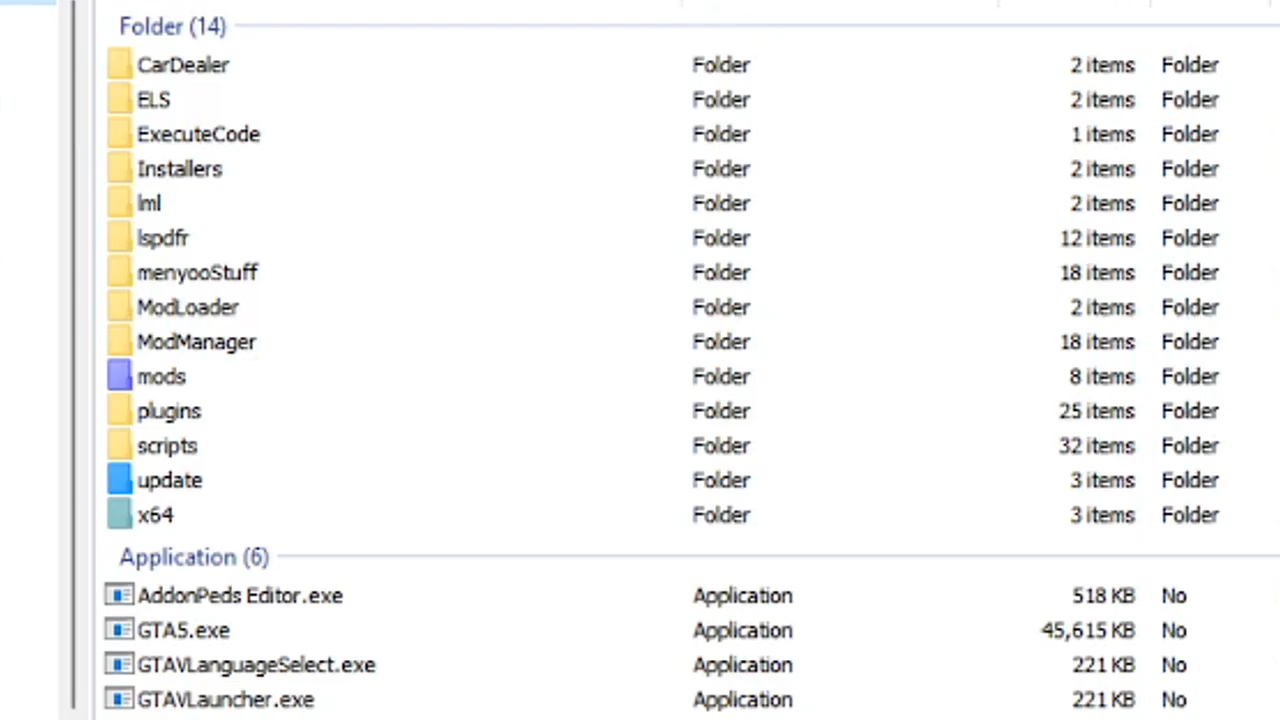 Folder (14)
CarDealer Folder 2 items Folder
ELS Folder 2 items Folder
ExecuteCode Folder 1 items Folder
Installers Folder 2 items Folder
lml Folder 2 items Folder
lspdfr Folder 12 items Folder
menyooStuff Folder 18 items Folder
ModLoader Folder 2 items Folder
ModManager Folder 18 items Folder
mods Folder 8 items Folder
plugins Folder 25 items Folder
scripts Folder 32 items Folder
update Folder 3 items Folder
x64 Folder 3 items Folder
Application (6)
AddonPeds Editor.exe Application 518 KB No
GTA5.exe Application 45,615 KB No
GTAVLanguageSelect.exe Application 221 KB No
GTAVLauncher.exe Application 221 KB No